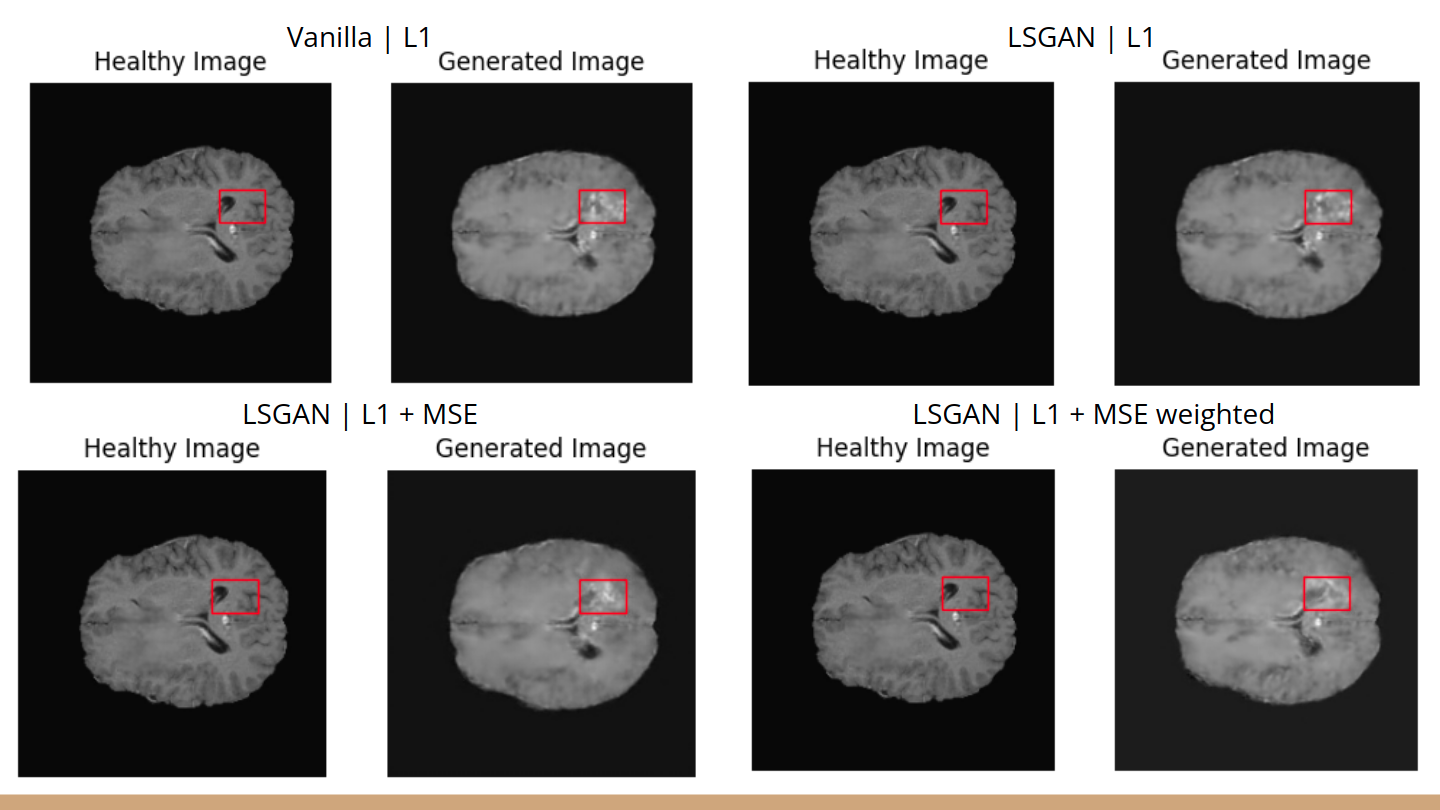 Vanilla | L1
Healthy Image
Generated Image
LSGAN | L1
Healthy Image
Generated Image
LSGAN | L1 + MSE
Healthy Image
Generated Image
LSGAN | L1 + MSE weighted
Healthy Image
Generated Image